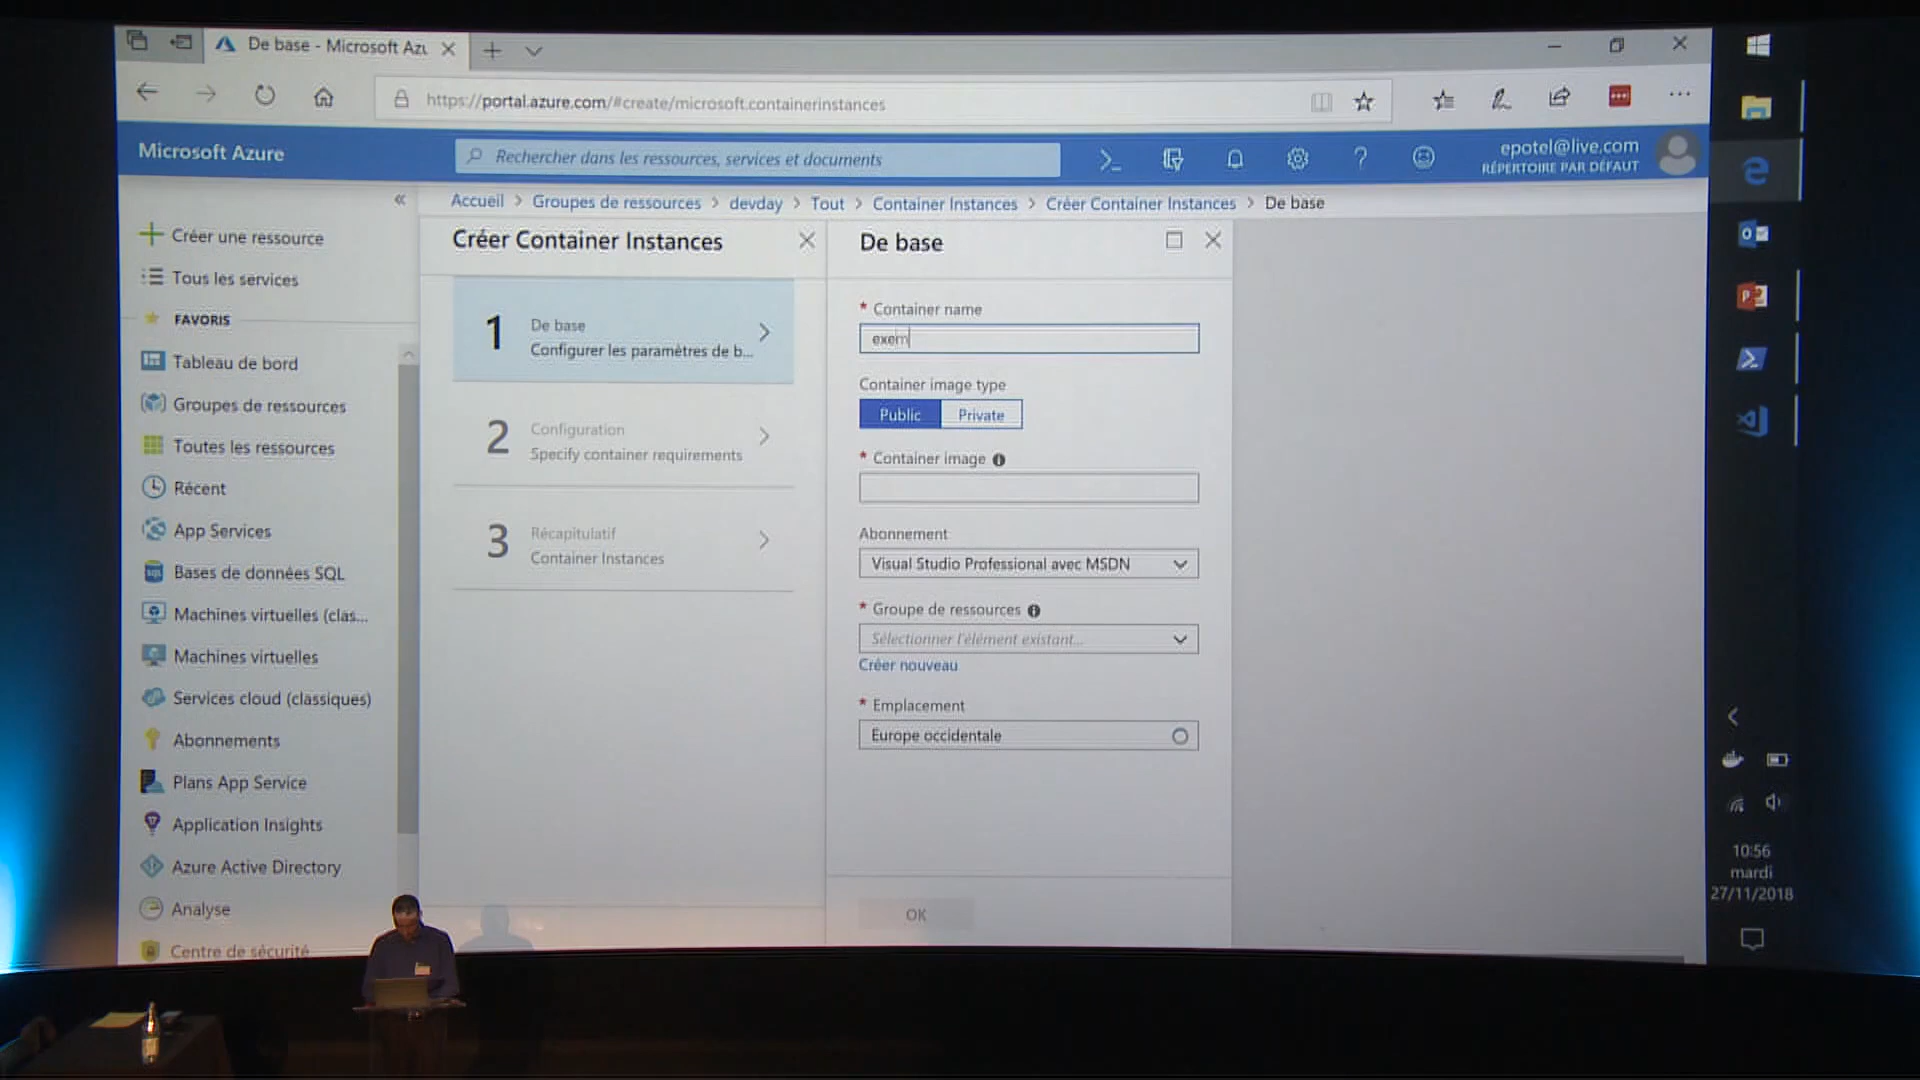 De base - Microsoft Azu
https://portal.azure.com/#create/microsoft.containerinstances
Microsoft Azure
Rechercher dans les ressources, services et documents
epotel@live.com
RÉPERTOIRE PAR DÉFAUT
Accueil > Groupes de ressources > devday > Tout > Container Instances > Créer Container Instances > De base
Créer une ressource
Tous les services
FAVORIS
Tableau de bord
Groupes de ressources
Toutes les ressources
Récent
App Services
Bases de données SQL
Machines virtuelles (clas...
Machines virtuelles
Services cloud (classiques)
Abonnements
Plans App Service
Application Insights
Azure Active Directory
Analyse
Centre de sécurité
Créer Container Instances
1
De base
Configurer les paramètres de b...
2
Configuration
Specify container requirements
3
Récapitulatif
Container Instances
De base
* Container name
exem
Container image type
Public Private
* Container image
Abonnement
Visual Studio Professional avec MSDN
* Groupe de ressources
Sélectionner l'élément existant...
Créer nouveau
* Emplacement
Europe occidentale
OK
10:56
mardi
27/11/2018